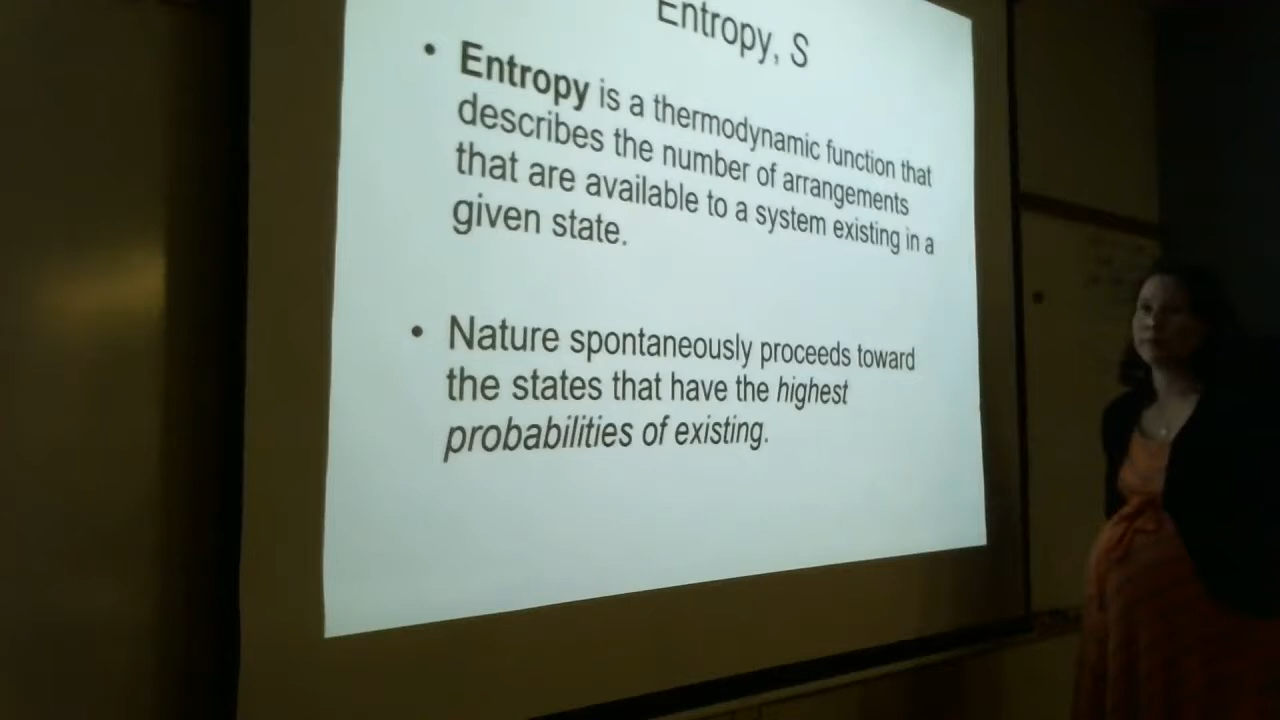 Entropy, S
• Entropy is a thermodynamic function that
describes the number of arrangements
that are available to a system existing in a
given state.
• Nature spontaneously proceeds toward
the states that have the highest
probabilities of existing.